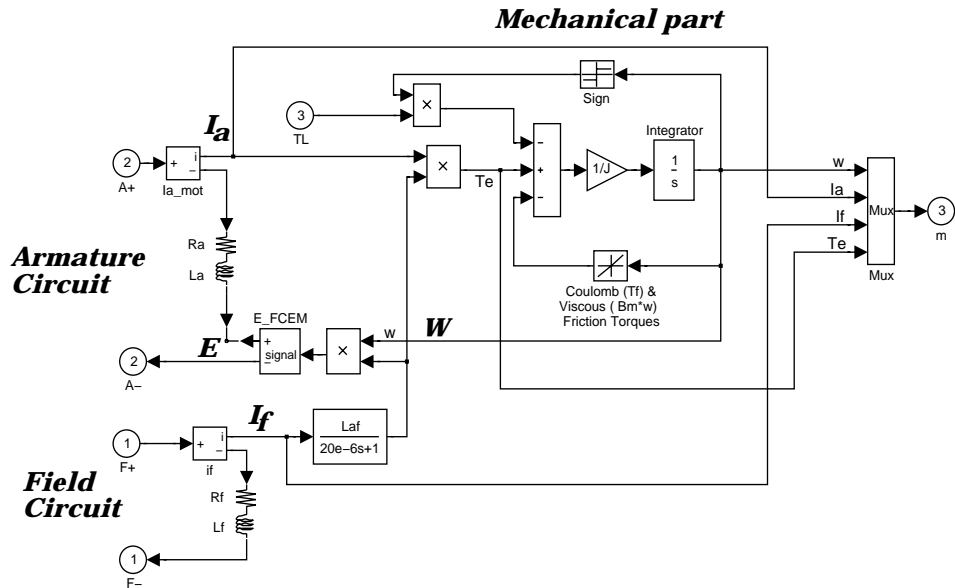 Mechanical part
Sign
3
TL
×
Ia
2
A+
+
i
−
Ia_mot
×
Te
−
+
−
1/J
Integrator
1
s
w
Ia
If
Te
Mux
Mux
3
m
Ra
La
Armature
Circuit
Coulomb (Tf) &
Viscous ( Bm*w)
Friction Torques
E_FCEM
+
signal
−
×
w
W
E
2
A−
If
Laf
20e−6s+1
1
F+
+
i
−
if
Field
Circuit
Rf
Lf
1
F−